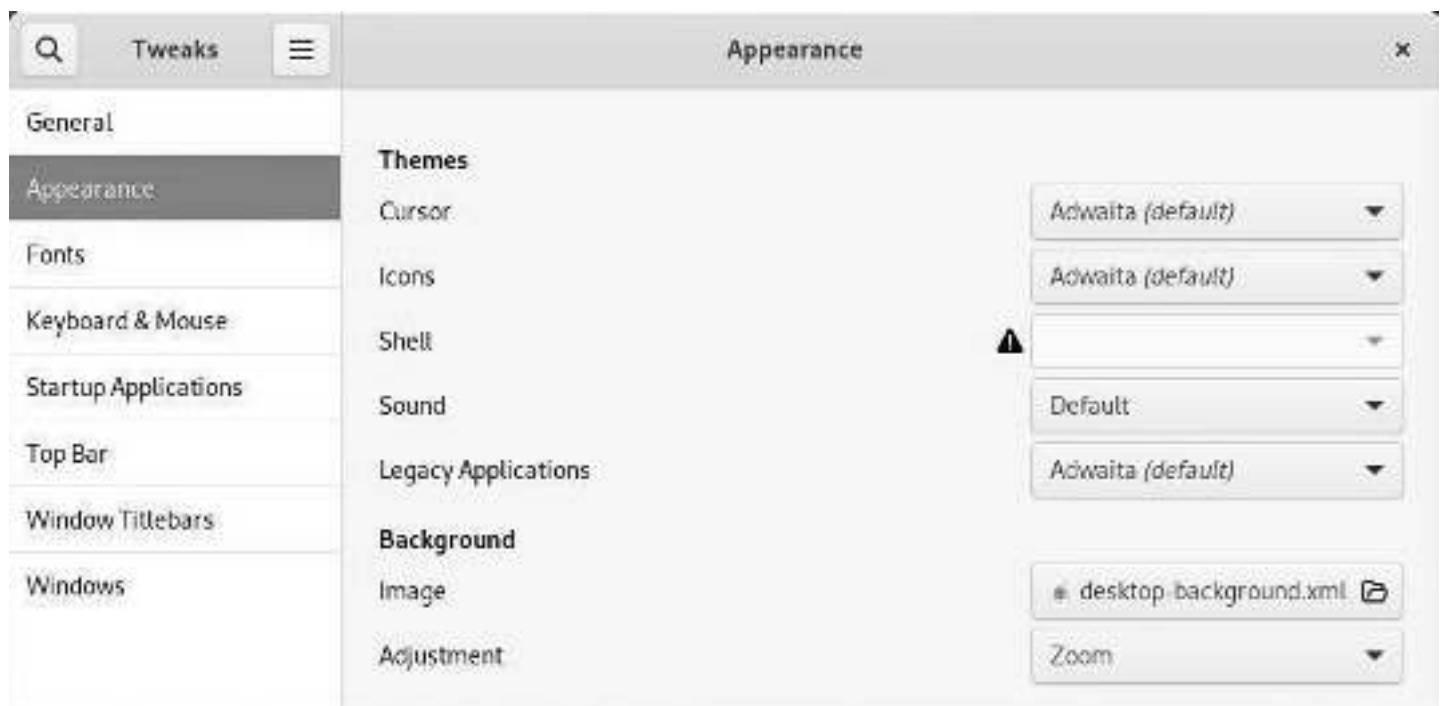 Tweaks
Appearance
General
Appearance
Fonts
Keyboard & Mouse
Startup Applications
Top Bar
Window Titlebars
Windows
Themes
Cursor Adwaita (default)
Icons Adwaita (default)
Shell
Sound Default
Legacy Applications Adwaita (default)
Background
Image desktop-background.xml
Adjustment Zoom